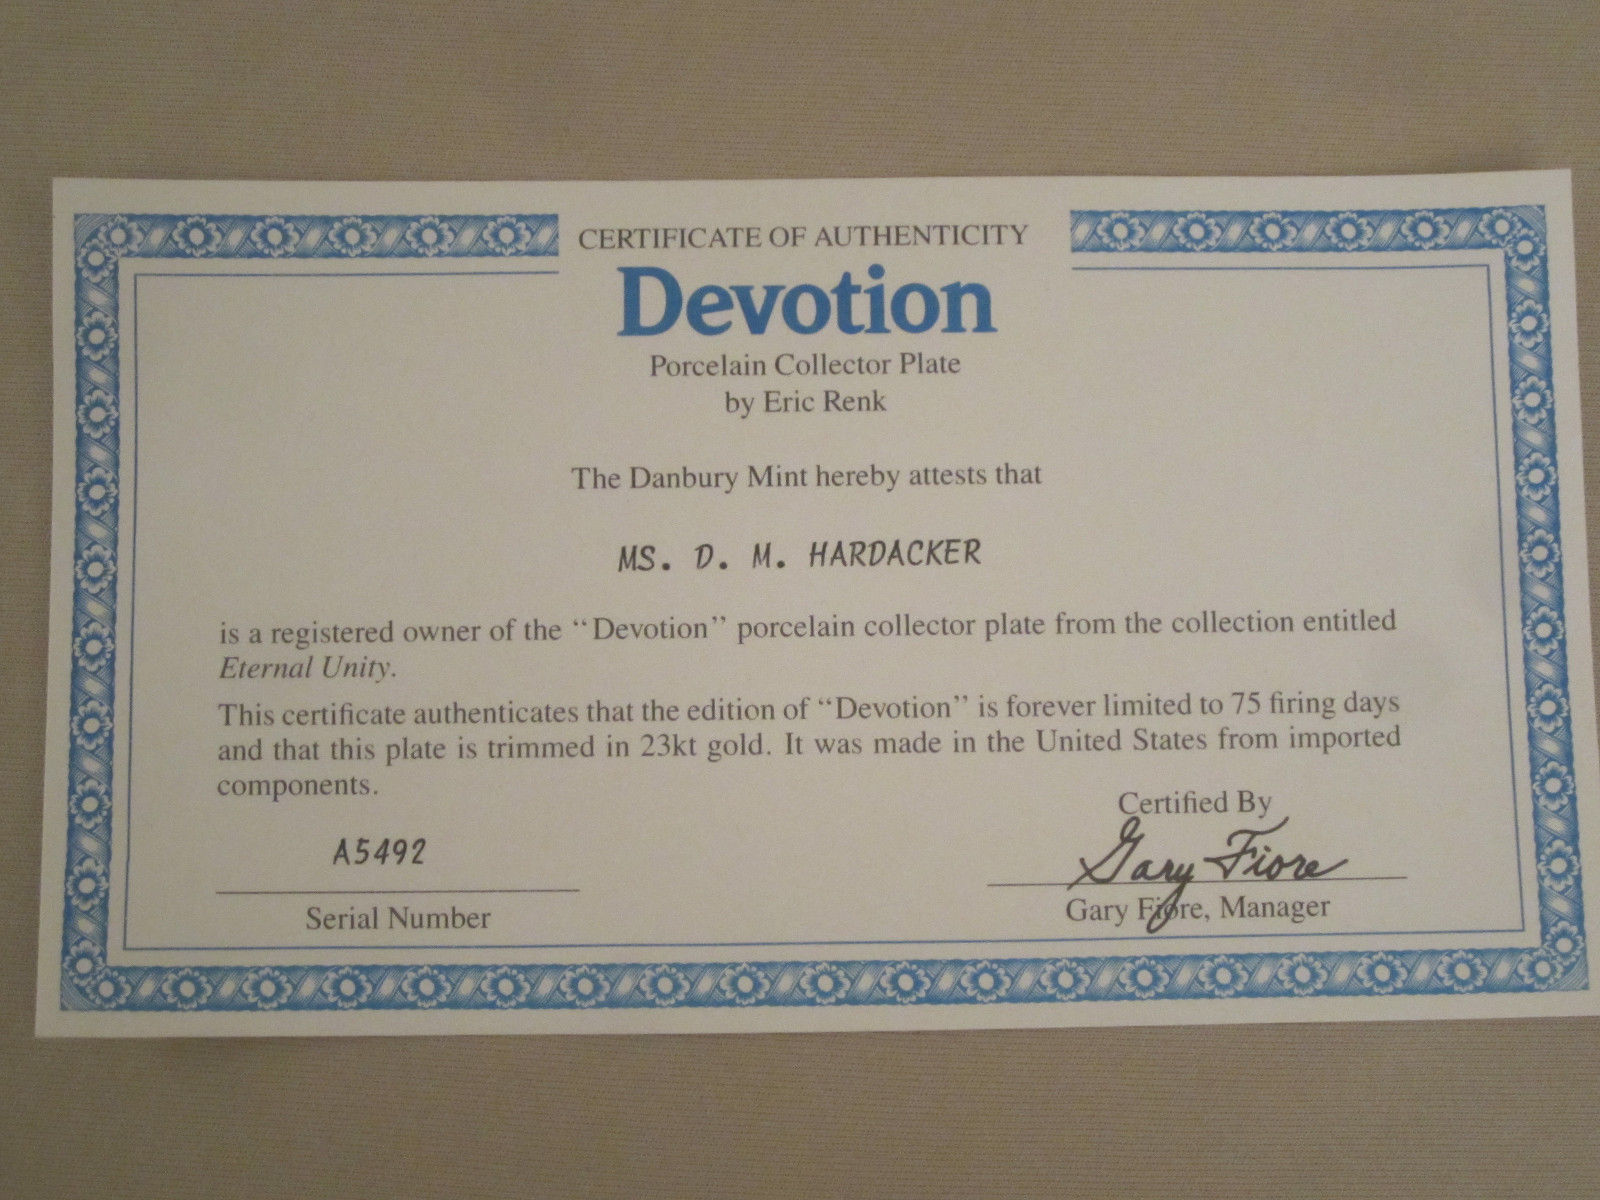 CERTIFICATE OF AUTHENTICITY
Devotion
Porcelain Collector Plate
by Eric Renk
The Danbury Mint hereby attests that
MS. D. M. HARDACKER
is a registered owner of the “Devotion” porcelain collector plate from the collection entitled
Eternal Unity.
This certificate authenticates that the edition of “Devotion” is forever limited to 75 firing days
and that this plate is trimmed in 23kt gold. It was made in the United States from imported
components.
A5492
Serial Number
Certified By
Gary Fiore
Gary Fiore, Manager